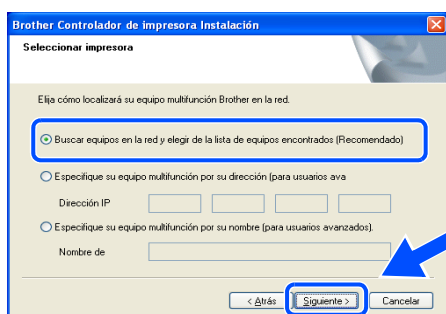 Brother Controlador de impresora Instalación
Seleccionar impresora
Elija cómo localizará su equipo multifunción Brother en la red.
Buscar equipos en la red y elegir de la lista de equipos encontrados (Recomendado)
Especifique su equipo multifunción por su dirección (para usuarios ava
Dirección IP
Especifique su equipo multifunción por su nombre (para usuarios avanzados).
Nombre de
< Atrás Siguiente > Cancelar